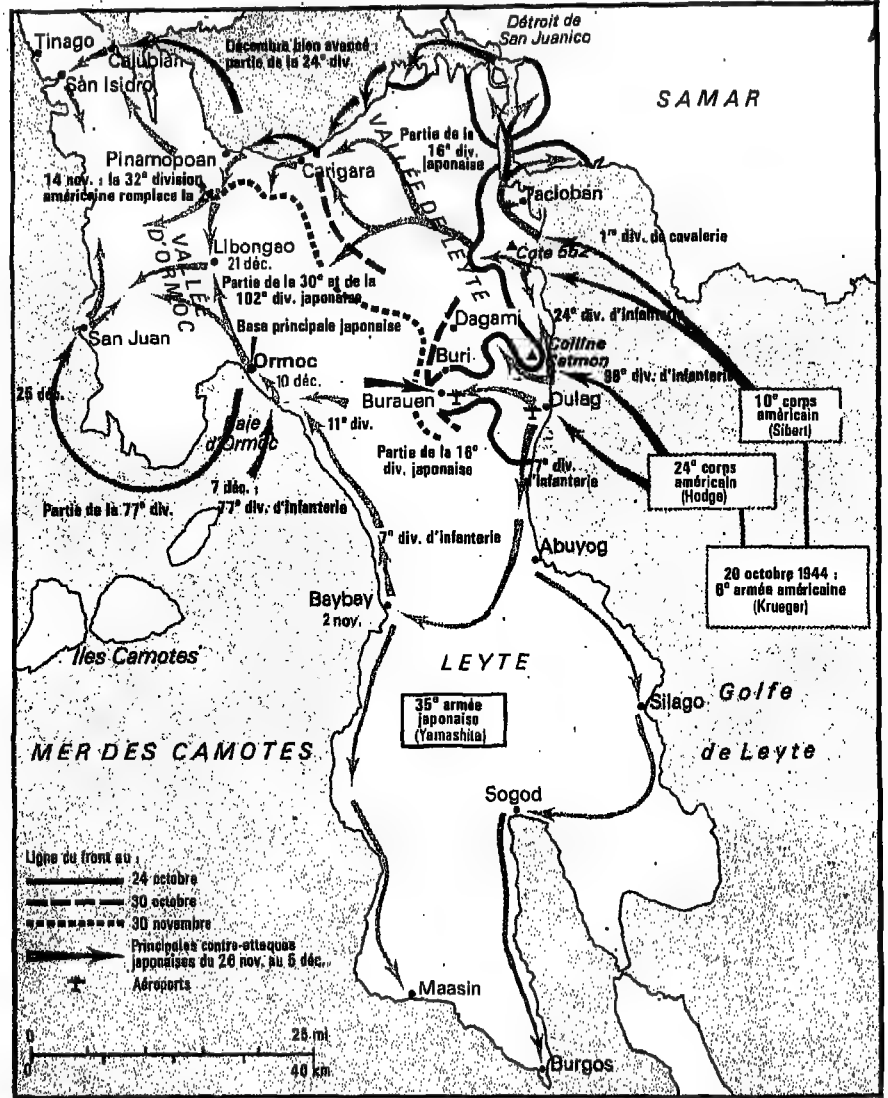 Détroit de
San Juanico
Tinago
Calubian
San Isidro
Décembre bien avancé :
partie de la 24e div.
SAMAR
Partie de la
16e div.
japonaise
VALLÉE DE LEYTE
Pinamopoan
Carigara
14 nov. : la 32e division
américaine remplace la
Tacloban
1re div. de cavalerie
Cote 552
VALLÉE
D'ORMOC
Libongao
21 déc.
Partie de la 30e et de la
102e div. japonaise
Dagami
24e div. d'infanterie
Base principale japonaise
San Juan
Buri
Colline
Catmon
Ormoc
10 déc.
96e div. d'infanterie
25 déc.
Burauen
Dulag
10e corps
américain
(Sibert)
Baie
d'Ormoc
11e div.
Partie de la 16e
div. japonaise
7e div.
d'infanterie
24e corps
américain
(Hodge)
Partie de la 77e div.
7 déc. :
77e div. d'infanterie
7e div. d'infanterie
Abuyog
20 octobre 1944 :
6e armée américaine
(Krueger)
Baybay
2 nov.
Iles Camotes
LEYTE
35e armée
japonaise
(Yamashita)
Silago
Golfe
de Leyte
MER DES CAMOTES
Sogod
Ligne du front au :
24 octobre
30 octobre
30 novembre
Principales contre-attaques
japonaises du 26 nov. au 5 déc.
Aéroports
Maasin
0 25 mi
0 40 km
Burgos